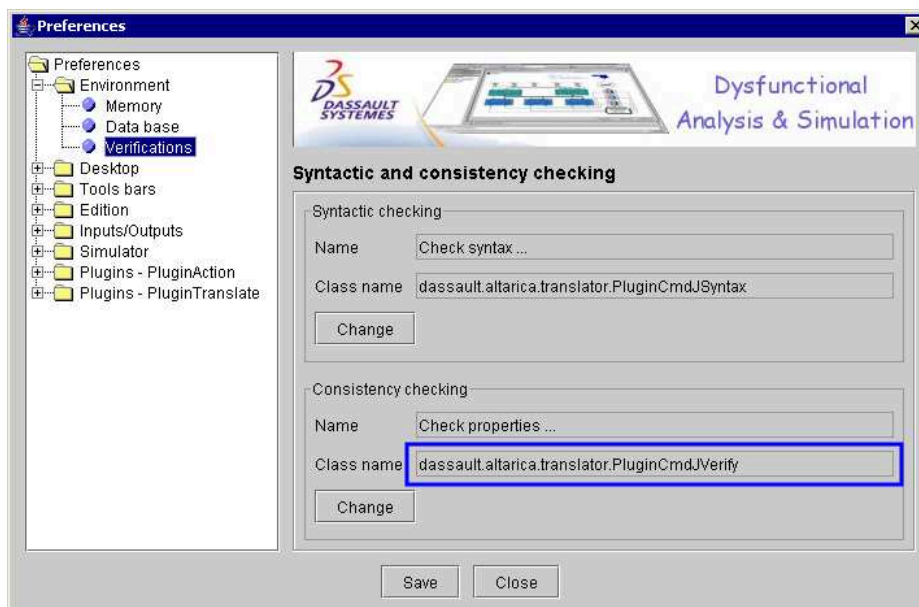 Preferences
Preferences
Environment
Memory
Data base
Verifications
Desktop
Tools bars
Edition
Inputs/Outputs
Simulator
Plugins - PluginAction
Plugins - PluginTranslate
DASSAULT
SYSTEMES
Dysfunctional
Analysis & Simulation
Syntactic and consistency checking
Syntactic checking
Name Check syntax ...
Class name dassault.altarica.translator.PluginCmdJSyntax
Change
Consistency checking
Name Check properties ...
Class name dassault.altarica.translator.PluginCmdJVerify
Change
Save Close